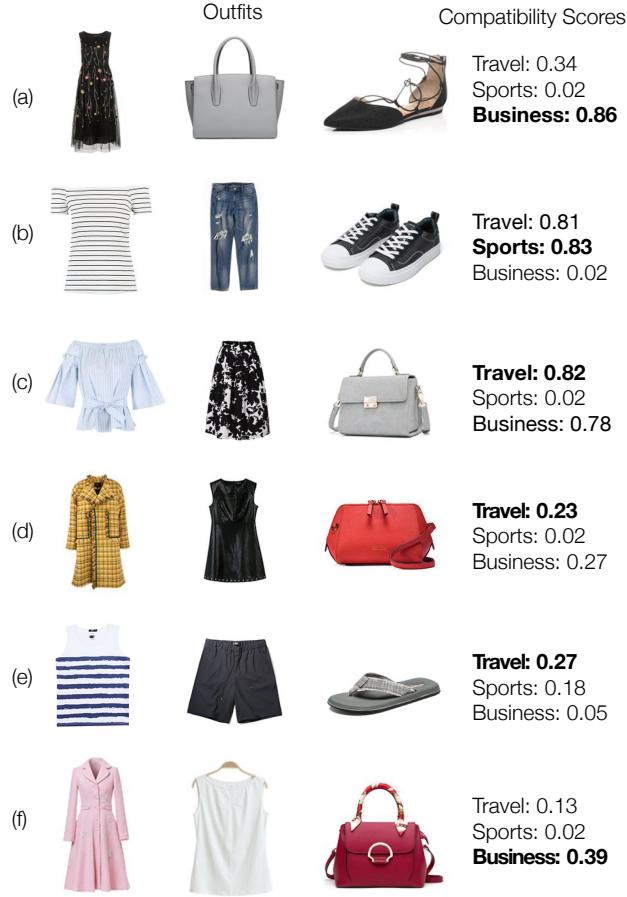 Outfits
Compatibility Scores
(a)
Travel: 0.34
Sports: 0.02
Business: 0.86
(b)
Travel: 0.81
Sports: 0.83
Business: 0.02
(c)
Travel: 0.82
Sports: 0.02
Business: 0.78
(d)
Travel: 0.23
Sports: 0.02
Business: 0.27
(e)
Travel: 0.27
Sports: 0.18
Business: 0.05
(f)
Travel: 0.13
Sports: 0.02
Business: 0.39